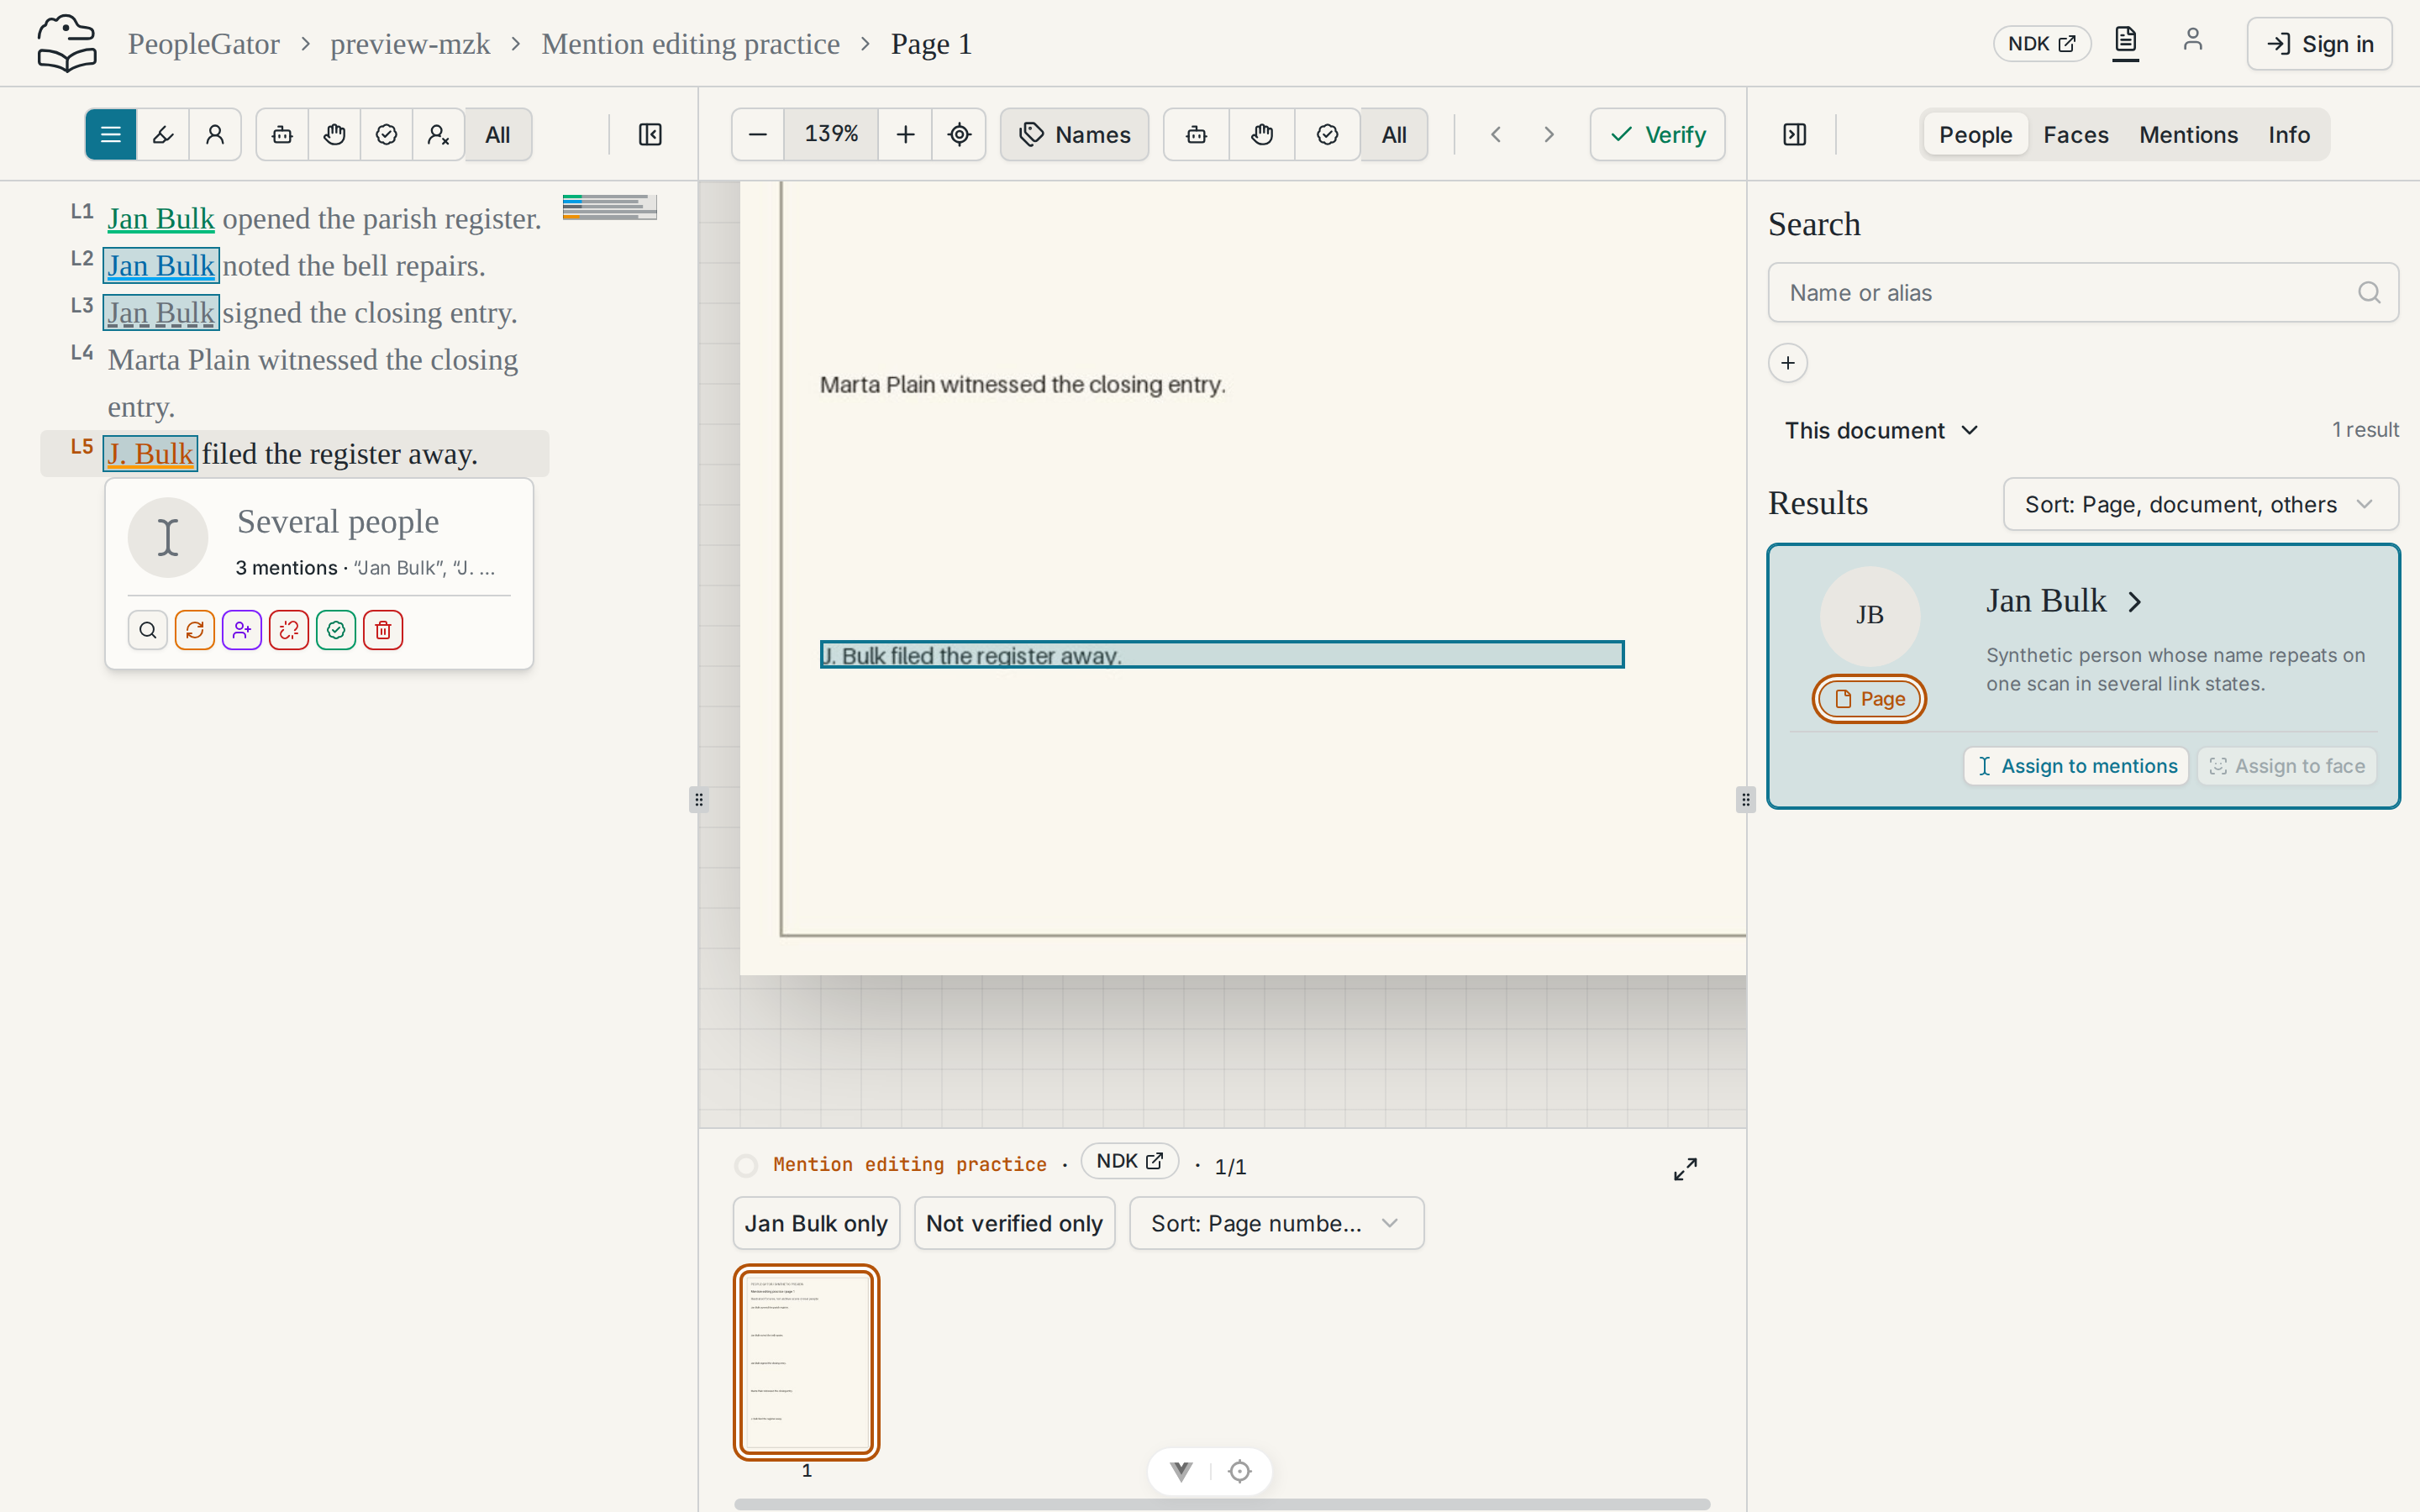 PeopleGator > preview-mzk > Mention editing practice > Page 1
NDK
Sign in
All
139%
Names
All
Verify
People Faces Mentions Info
L1 Jan Bulk opened the parish register.
L2 Jan Bulk noted the bell repairs.
L3 Jan Bulk signed the closing entry.
L4 Marta Plain witnessed the closing
entry.
L5 J. Bulk filed the register away.
Several people
3 mentions · “Jan Bulk”, “J. ...
Marta Plain witnessed the closing entry.
J. Bulk filed the register away.
Search
Name or alias
This document
1 result
Results
Sort: Page, document, others
JB
Jan Bulk
Synthetic person whose name repeats on
one scan in several link states.
Page
Assign to mentions
Assign to face
Mention editing practice · NDK · 1/1
Jan Bulk only
Not verified only
Sort: Page numbe...
1